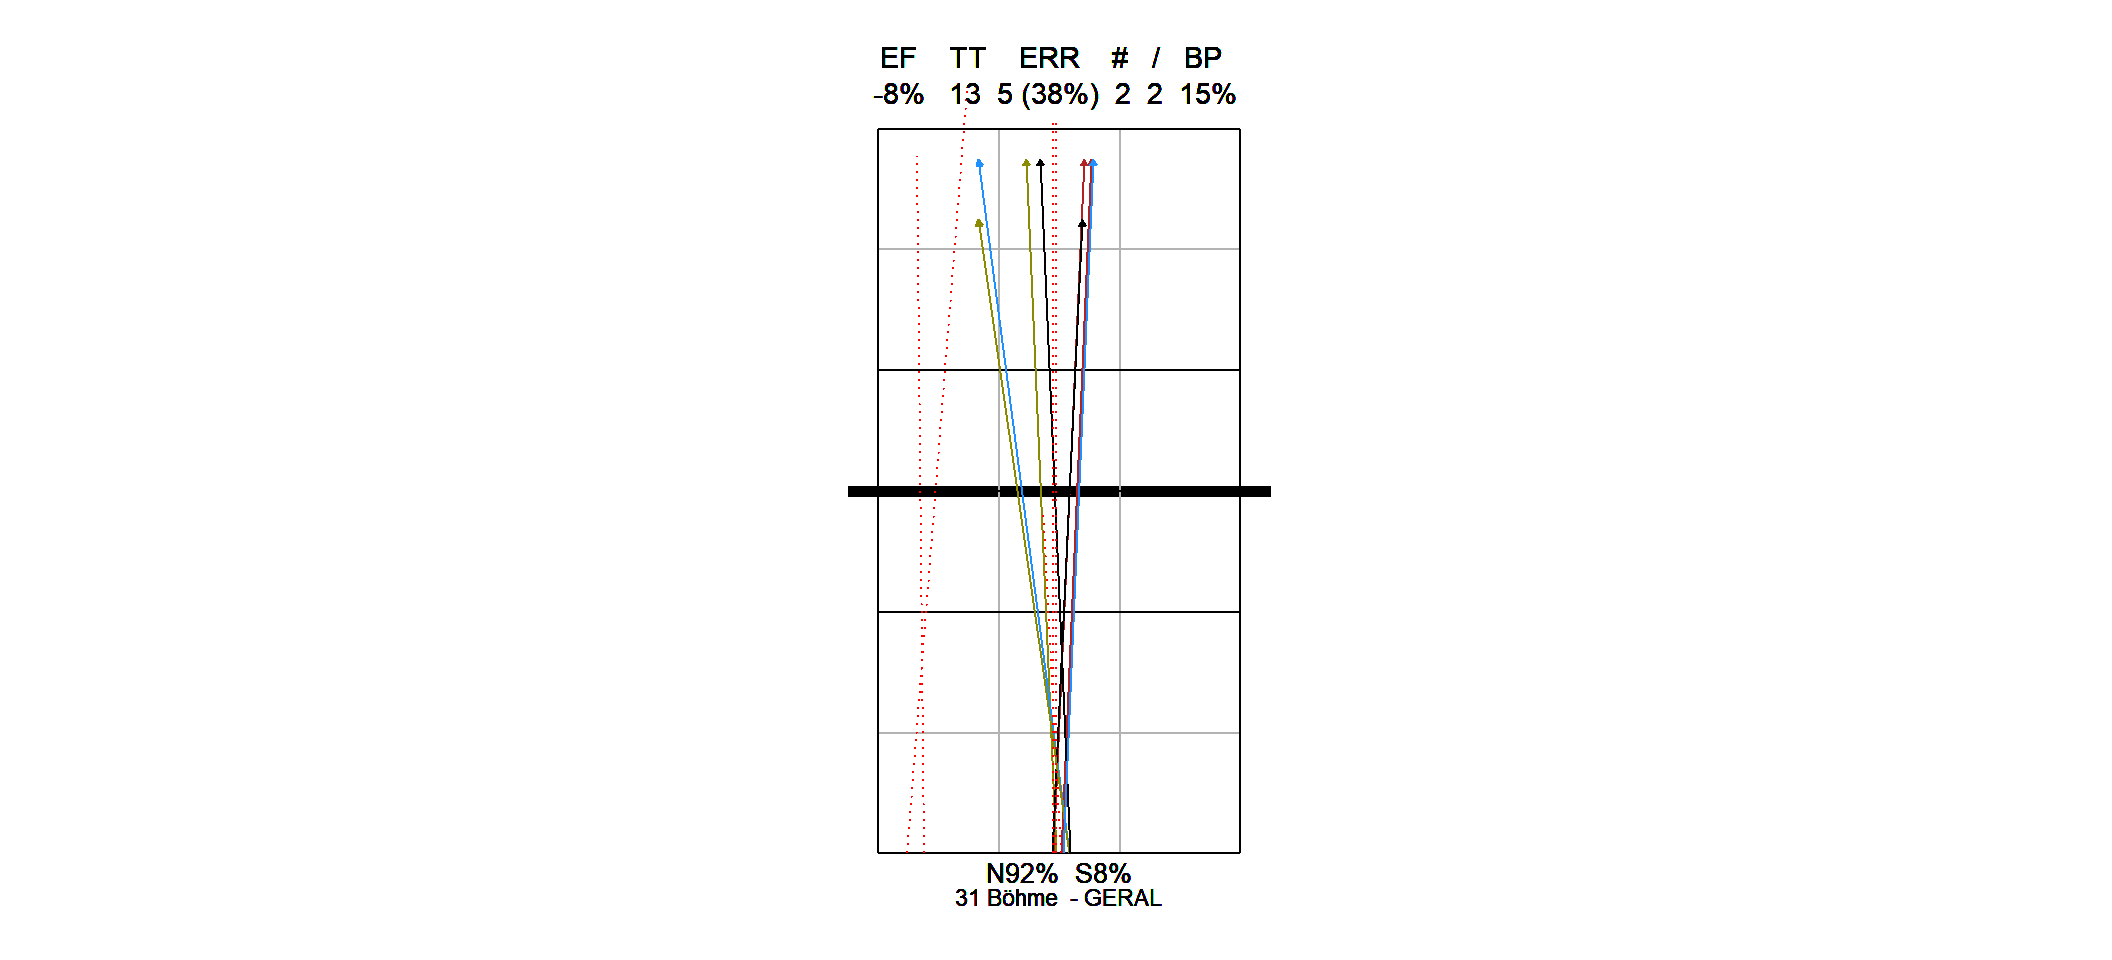 EF TT ERR # / BP
-8% 13 5 (38%) 2 2 15%
N92% S8%
31 Böhme - GERAL